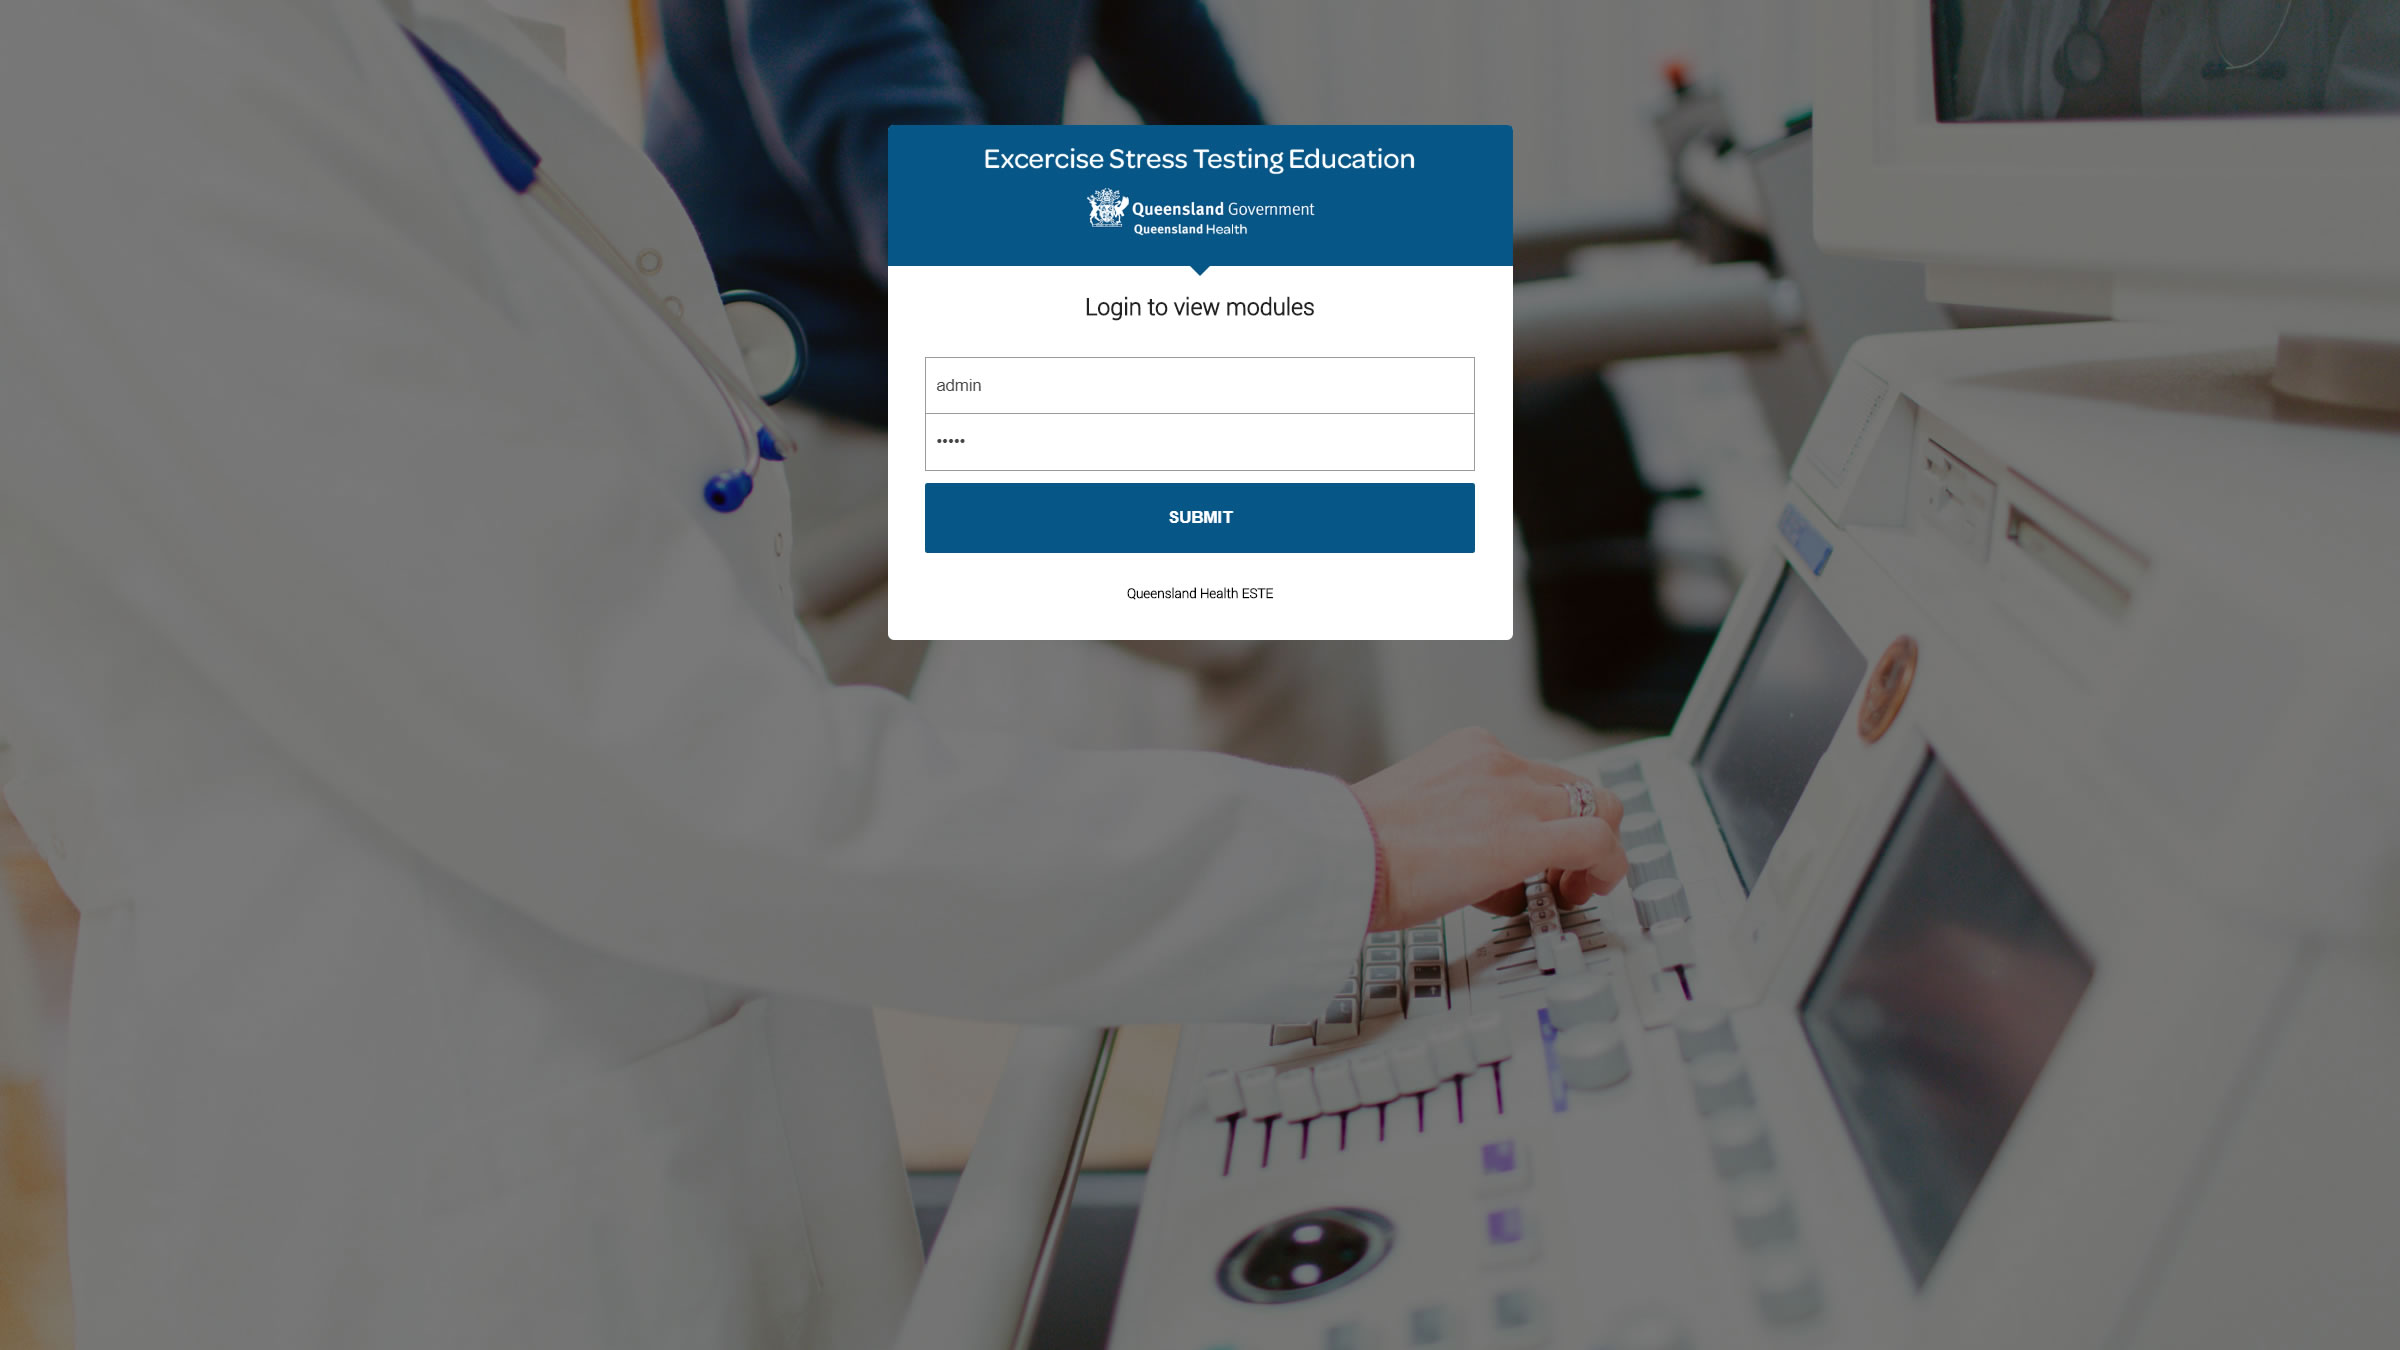 Excercise Stress Testing Education
Queensland Government
Queensland Health
Login to view modules
admin
•••••
SUBMIT
Queensland Health ESTE